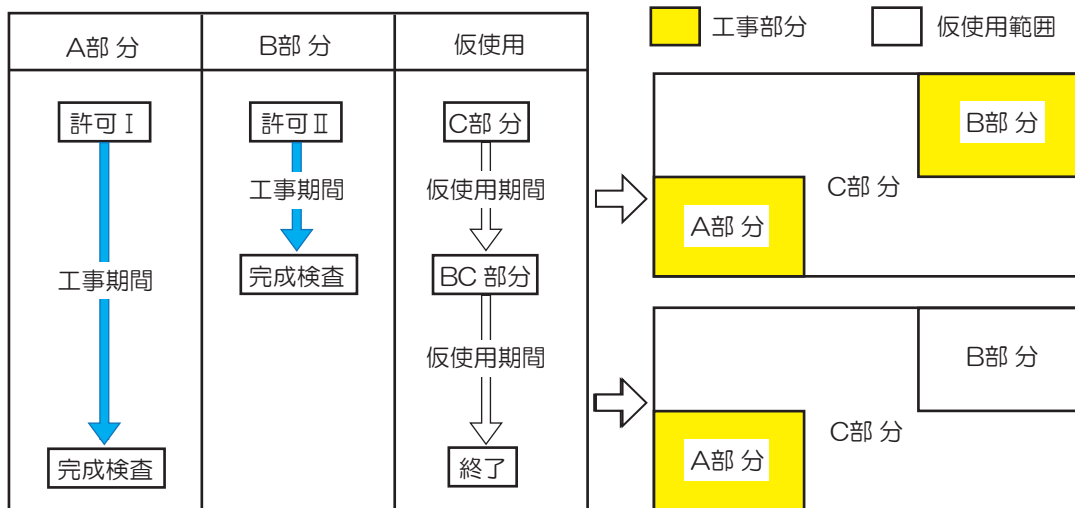 A部分
B部分
仮使用
許可Ⅰ
工事期間
完成検査
許可Ⅱ
工事期間
完成検査
C部分
仮使用期間
BC部分
仮使用期間
終了
工事部分
仮使用範囲
B部分
C部分
A部分
B部分
C部分
A部分